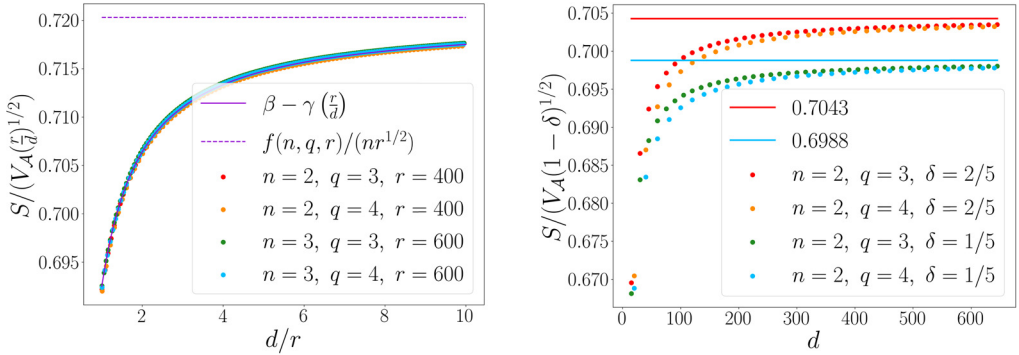 S/(V_A(r/d)^{1/2})
0.720
0.715
0.710
0.705
0.700
0.695
β − γ (r/d)
f(n, q, r)/(nr^{1/2})
n = 2, q = 3, r = 400
n = 2, q = 4, r = 400
n = 3, q = 3, r = 600
n = 3, q = 4, r = 600
2
4
6
8
10
d/r
S/(V_A(1 − δ)^{1/2})
0.705
0.700
0.695
0.690
0.685
0.680
0.675
0.670
0.7043
0.6988
n = 2, q = 3, δ = 2/5
n = 2, q = 4, δ = 2/5
n = 2, q = 3, δ = 1/5
n = 2, q = 4, δ = 1/5
0
100
200
300
400
500
600
d